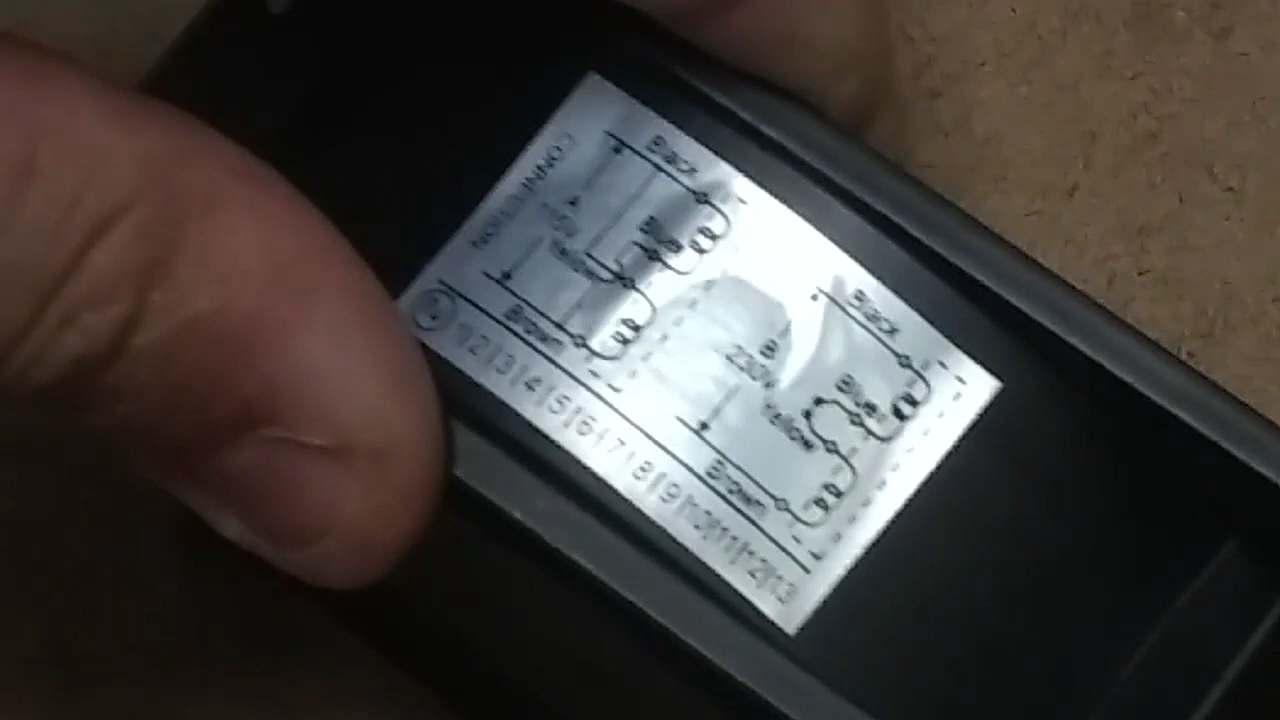 CONNECTION
A
Black
Blue
Yellow
Brown
B
230V
Black
Yellow
Brown
1|2|3|4|5|6|7|8|9|10|11|12|13